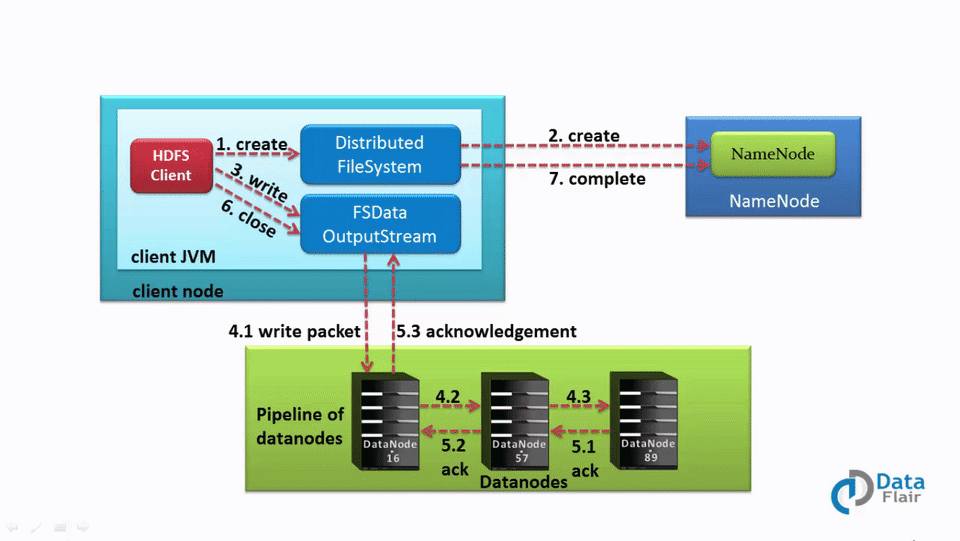 1. create
Distributed
FileSystem
HDFS
Client
3. write
6. close
FSData
OutputStream
client JVM
client node
2. create
7. complete
NameNode
NameNode
4.1 write packet
5.3 acknowledgement
Pipeline of
datanodes
4.2
4.3
5.2
ack
5.1
ack
DataNode
16
DataNode
57
DataNode
89
Datanodes
Data
Flair